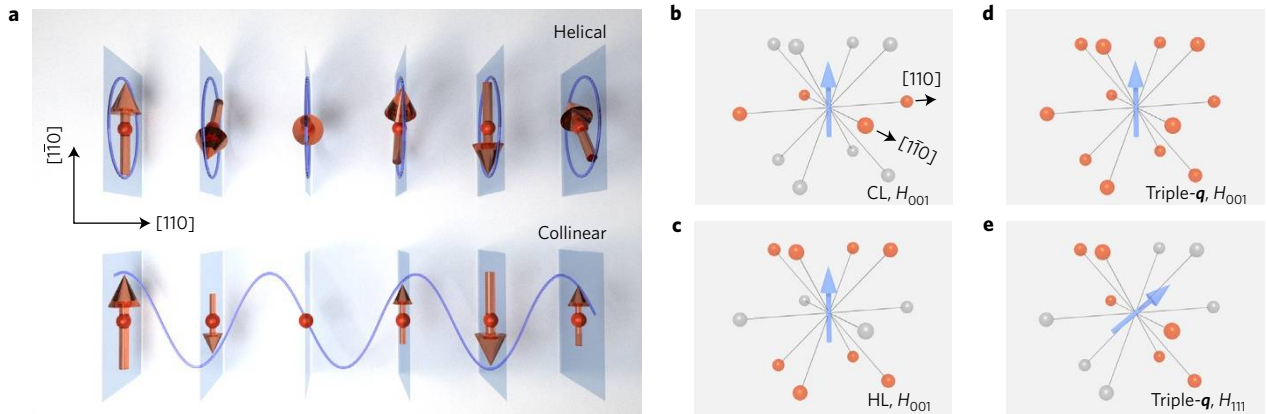 a
Helical
[11̅0]
[110]
Collinear
b
[110]
[11̅0]
CL, H001
c
HL, H001
d
Triple-q, H001
e
Triple-q, H111